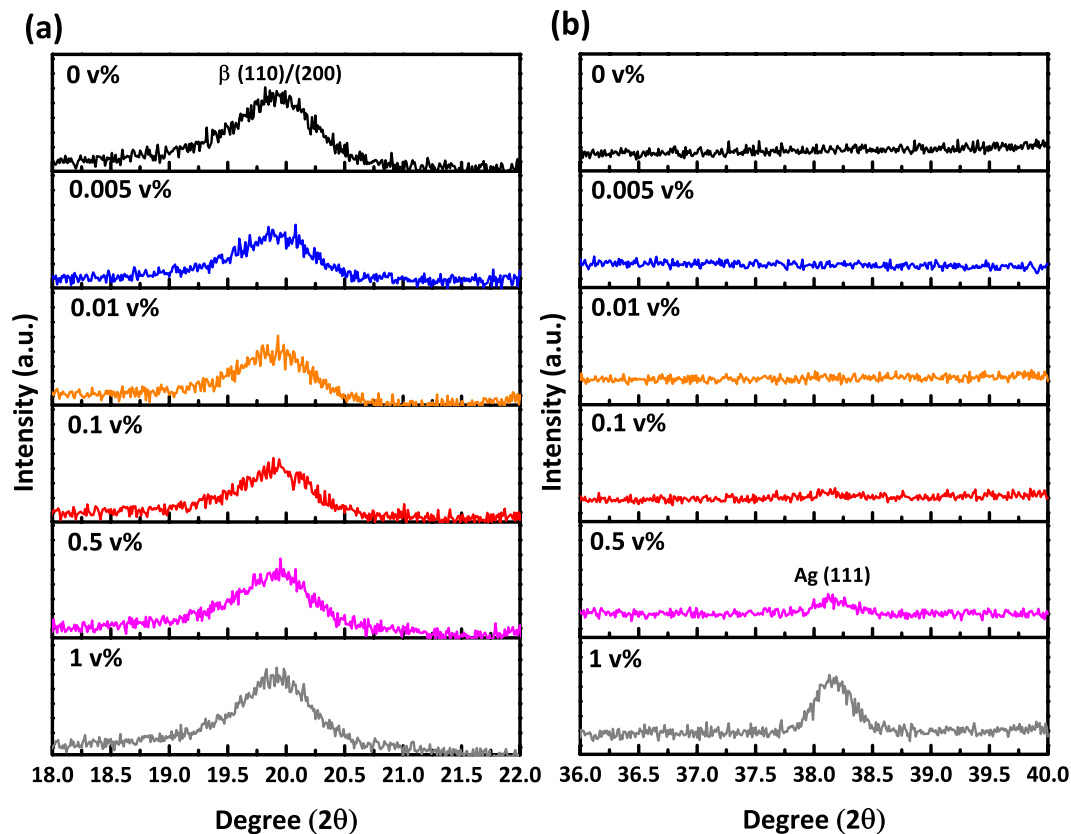 (a)
0 v%
β (110)/(200)
0.005 v%
0.01 v%
0.1 v%
0.5 v%
1 v%
Intensity (a.u.)
18.0 18.5 19.0 19.5 20.0 20.5 21.0 21.5 22.0
Degree (2θ)
(b)
0 v%
0.005 v%
0.01 v%
0.1 v%
0.5 v%
Ag (111)
1 v%
Intensity (a.u.)
36.0 36.5 37.0 37.5 38.0 38.5 39.0 39.5 40.0
Degree (2θ)